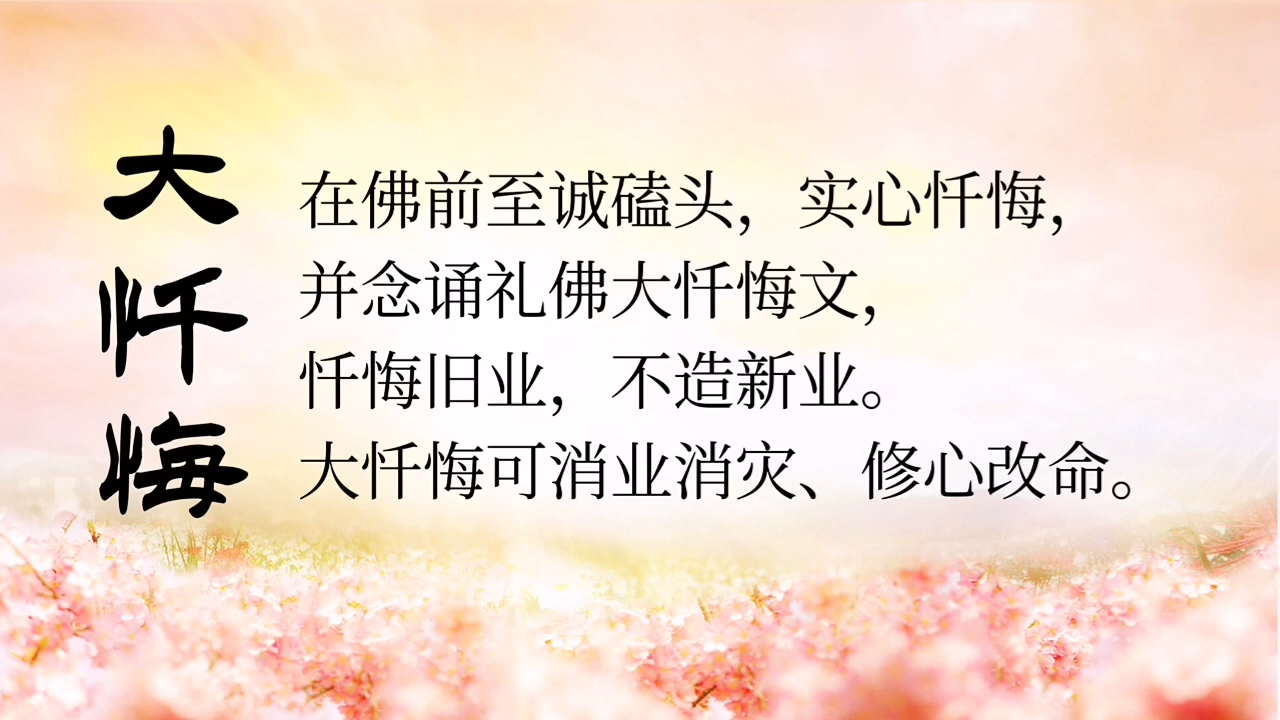 大忏悔
在佛前至诚磕头，实心忏悔，
并念诵礼佛大忏悔文，
忏悔旧业，不造新业。
大忏悔可消业消灾、修心改命。